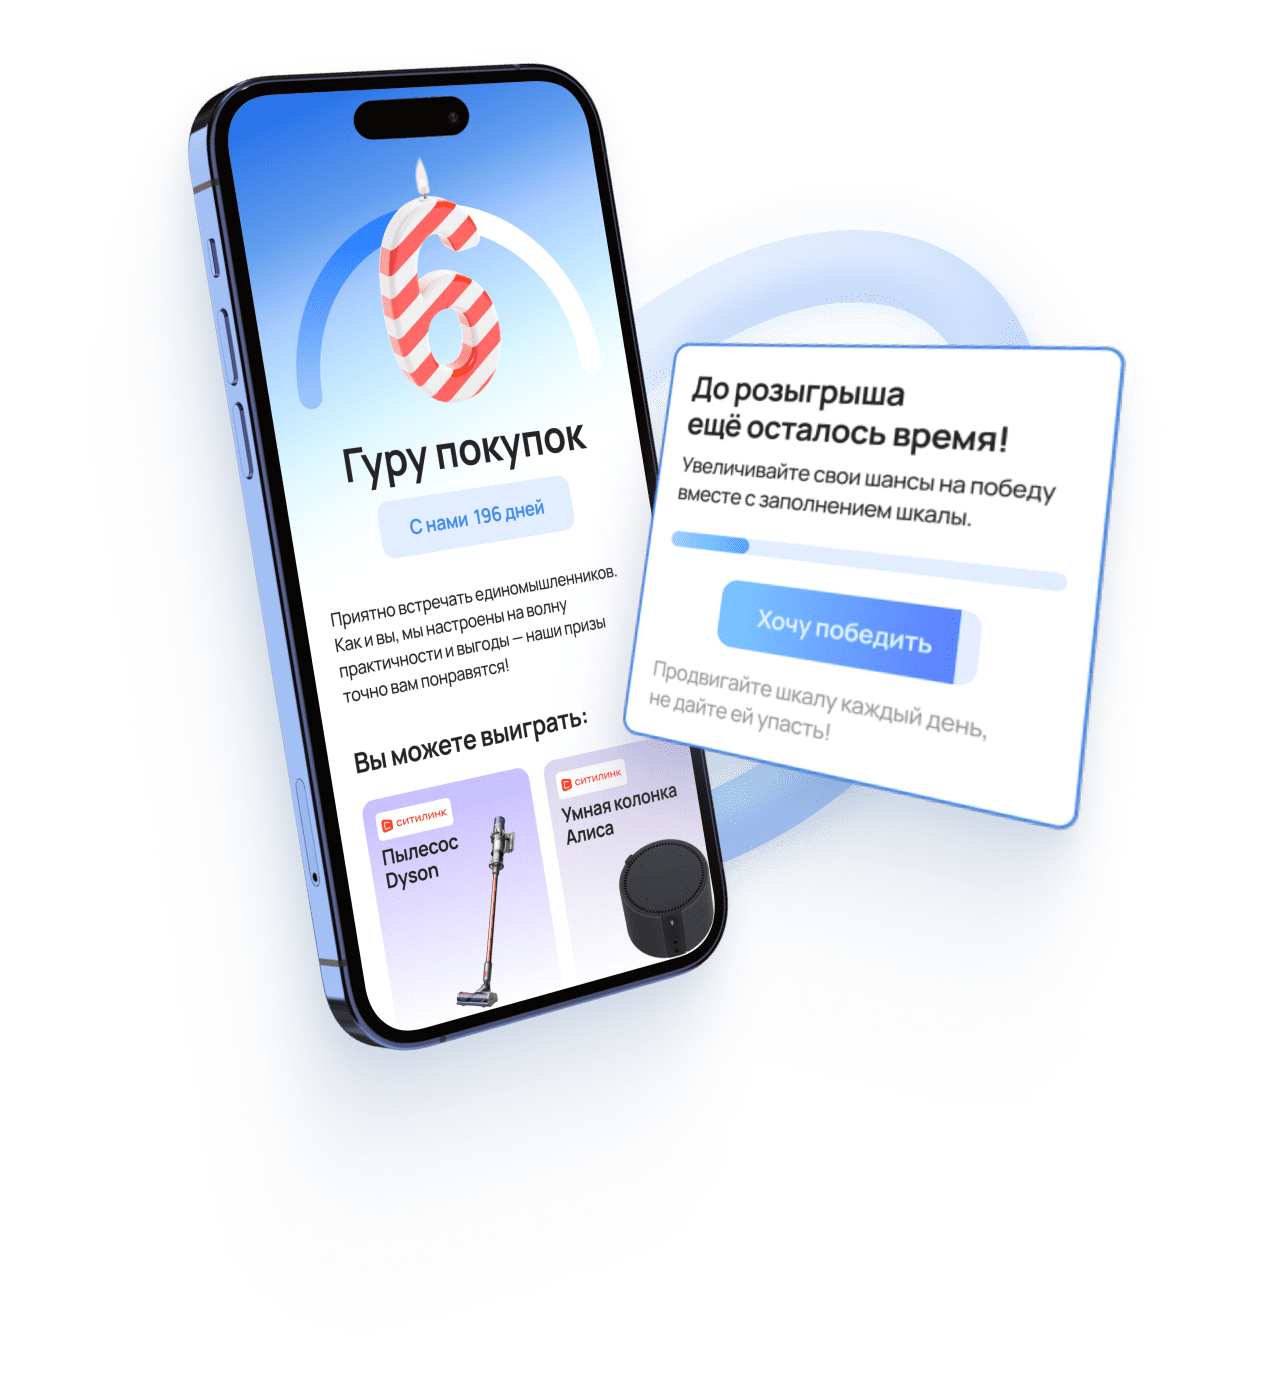 6
Гуру покупок
С нами 196 дней
Приятно встречать единомышленников.
Как и вы, мы настроены на волну
практичности и выгоды — наши призы
точно вам понравятся!
Вы можете выиграть:
СИТИЛИНК
Пылесос
Dyson
СИТИЛИНК
Умная колонка
Алиса
До розыгрыша
ещё осталось время!
Увеличивайте свои шансы на победу
вместе с заполнением шкалы.
Хочу победить
Продвигайте шкалу каждый день,
не дайте ей упасть!